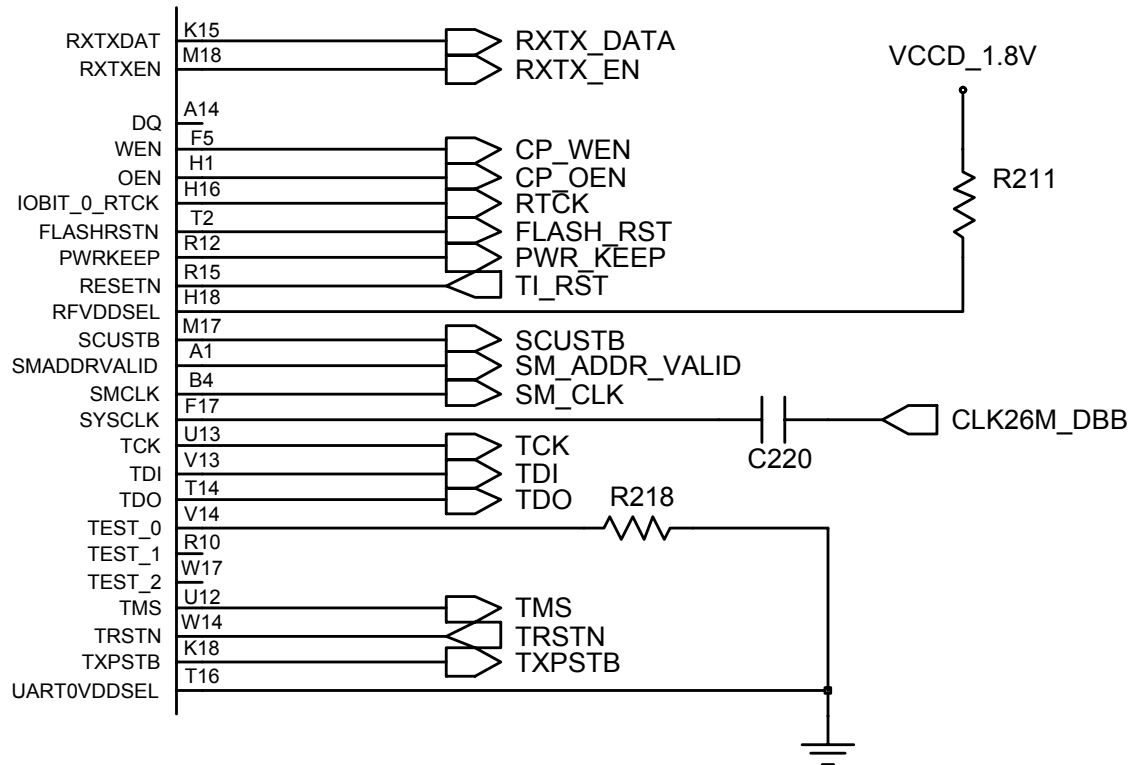 RXTXDAT K15 RXTX_DATA
RXTXEN M18 RXTX_EN
VCCD_1.8V
DQ A14
WEN F5 CP_WEN
OEN H1 CP_OEN
R211
IOBIT_0_RTCK H16 RTCK
FLASHRSTN T2 FLASH_RST
PWRKEEP R12 PWR_KEEP
RESETN R15 TI_RST
RFVDDSEL H18
SCUSTB M17 SCUSTB
SMADDRVALID A1 SM_ADDR_VALID
SMCLK B4 SM_CLK
SYSCLK F17 CLK26M_DBB
C220
TCK U13 TCK
TDI V13 TDI
TDO T14 TDO
R218
TEST_0 V14
TEST_1 R10
TEST_2 W17
TMS U12 TMS
TRSTN W14 TRSTN
TXPSTB K18 TXPSTB
UART0VDDSEL T16